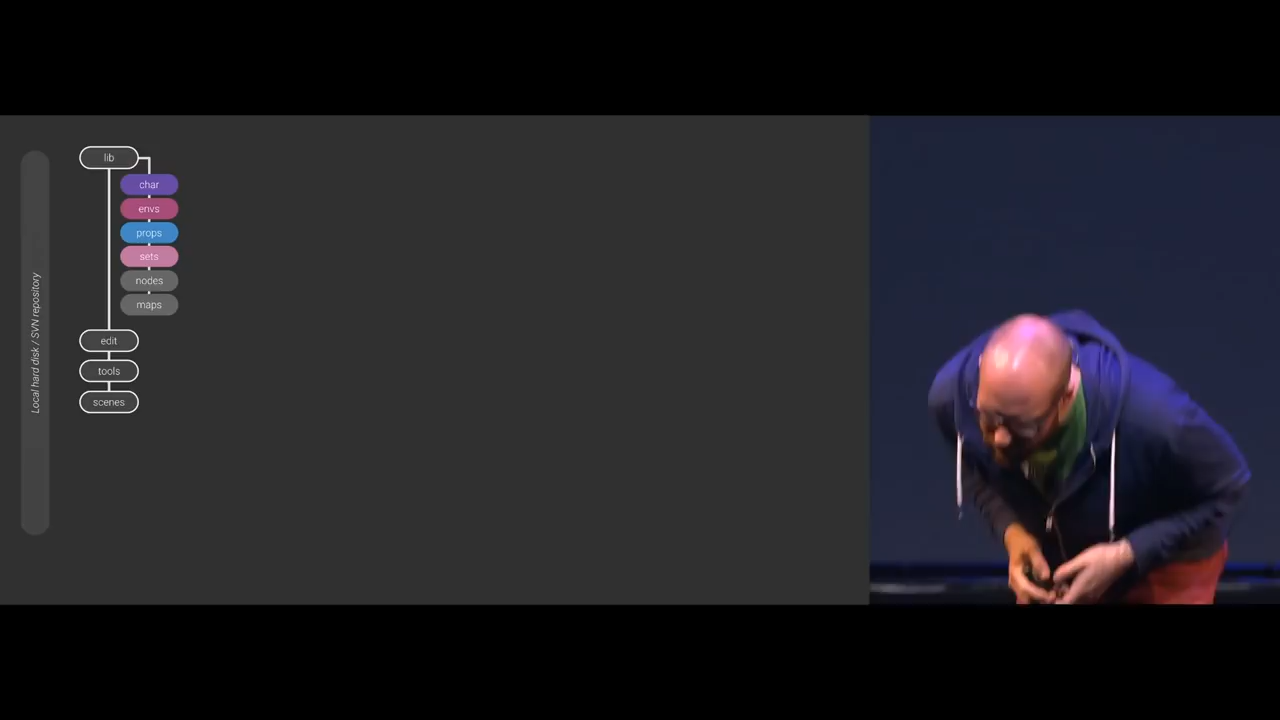 Local hard disk / SVN repository
lib
char
envs
props
sets
nodes
maps
edit
tools
scenes